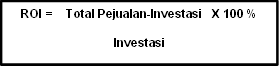 ROI = Total Pejualan-Investasi X 100 %
Investasi